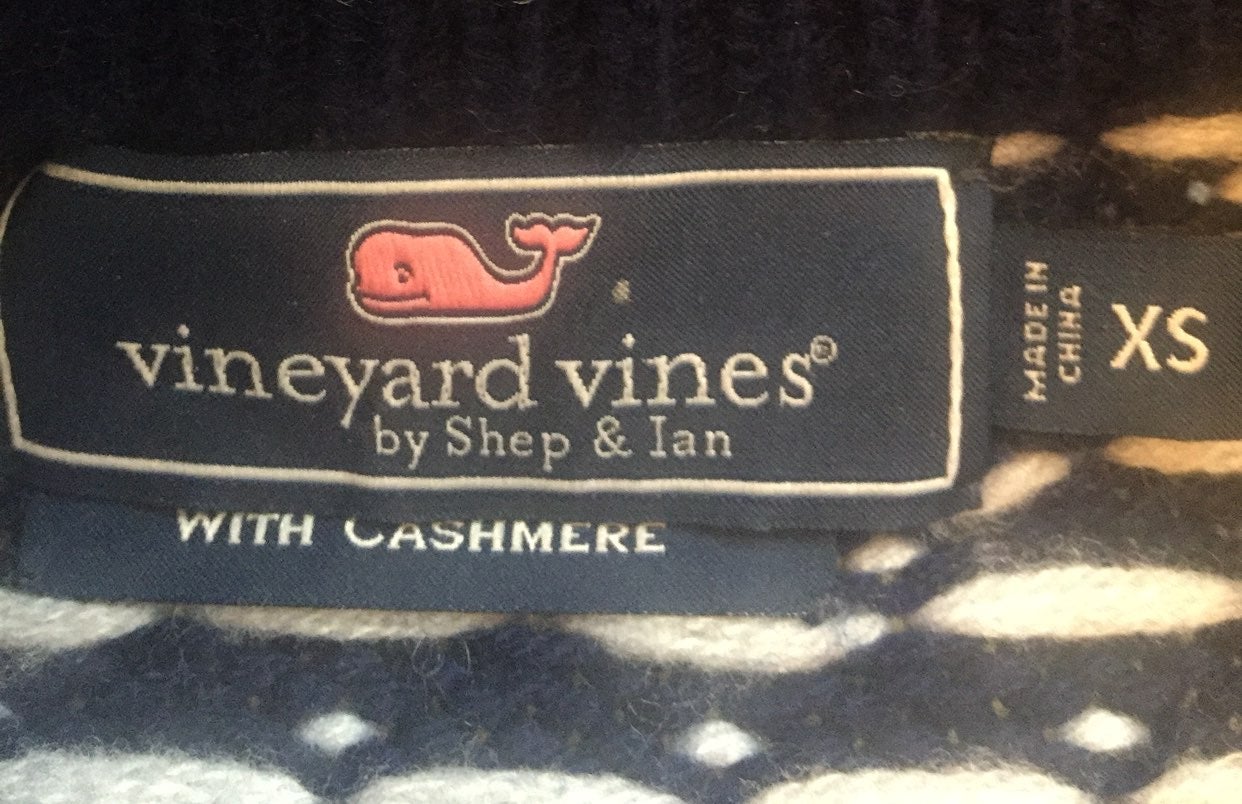 vineyard vines®
by Shep & Ian
WITH CASHMERE
MADE IN
CHINA
XS